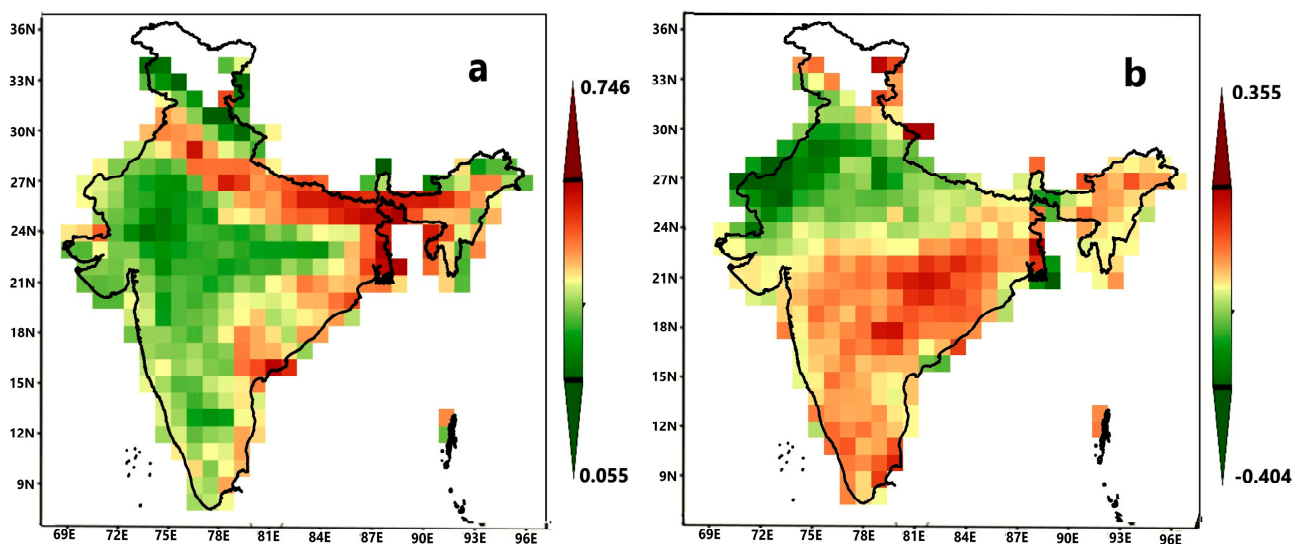 a
36N
33N
30N
27N
24N
21N
18N
15N
12N
9N
69E 72E 75E 78E 81E 84E 87E 90E 93E 96E
0.746
0.055
b
36N
33N
30N
27N
24N
21N
18N
15N
12N
9N
69E 72E 75E 78E 81E 84E 87E 90E 93E 96E
0.355
-0.404